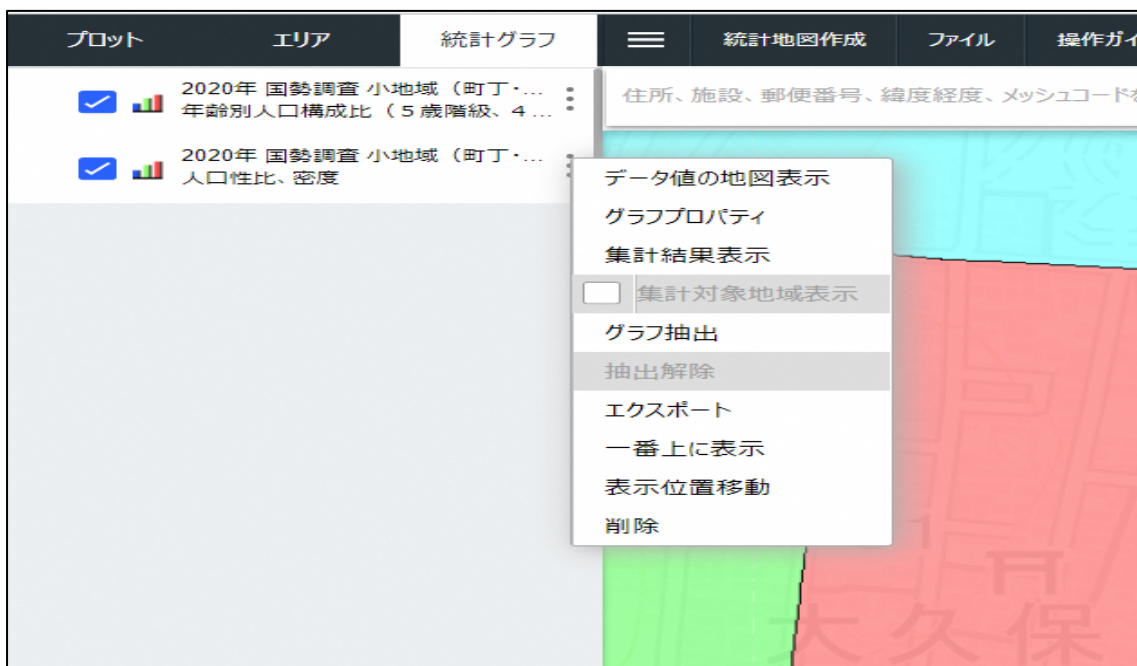 プロット エリア 統計グラフ 統計地図作成 ファイル 操作ガイ
2020年 国勢調査 小地域（町丁・...
年齢別人口構成比（５歳階級、４...
住所、施設、郵便番号、緯度経度、メッシュコードを
2020年 国勢調査 小地域（町丁・...
人口性比、密度
データ値の地図表示
グラフプロパティ
集計結果表示
集計対象地域表示
グラフ抽出
抽出解除
エクスポート
一番上に表示
表示位置移動
削除
1
大久保